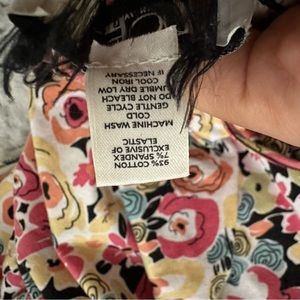 93% COTTON
7% SPANDEX
EXCLUSIVE OF
ELASTIC
MACHINE WASH
COLD
GENTLE CYCLE
DO NOT BLEACH
TUMBLE DRY LOW
COOL IRON
IF NECESSARY